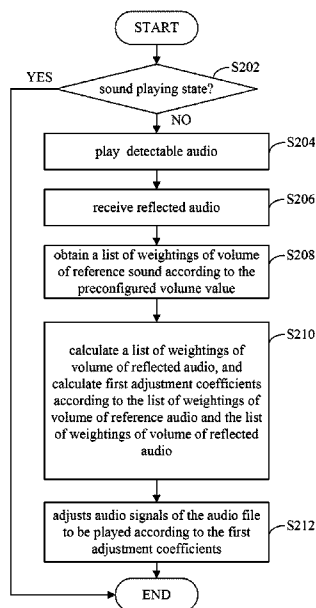 START
S202
YES
sound playing state?
NO
S204
play detectable audio
S206
receive reflected audio
S208
obtain a list of weightings of volume
of reference sound according to the
preconfigured volume value
S210
calculate a list of weightings of
volume of reflected audio, and
calculate first adjustment coefficients
according to the list of weightings of
volume of reference audio and the list
of weightings of volume of reflected
audio
S212
adjusts audio signals of the audio file
to be played according to the first
adjustment coefficients
END